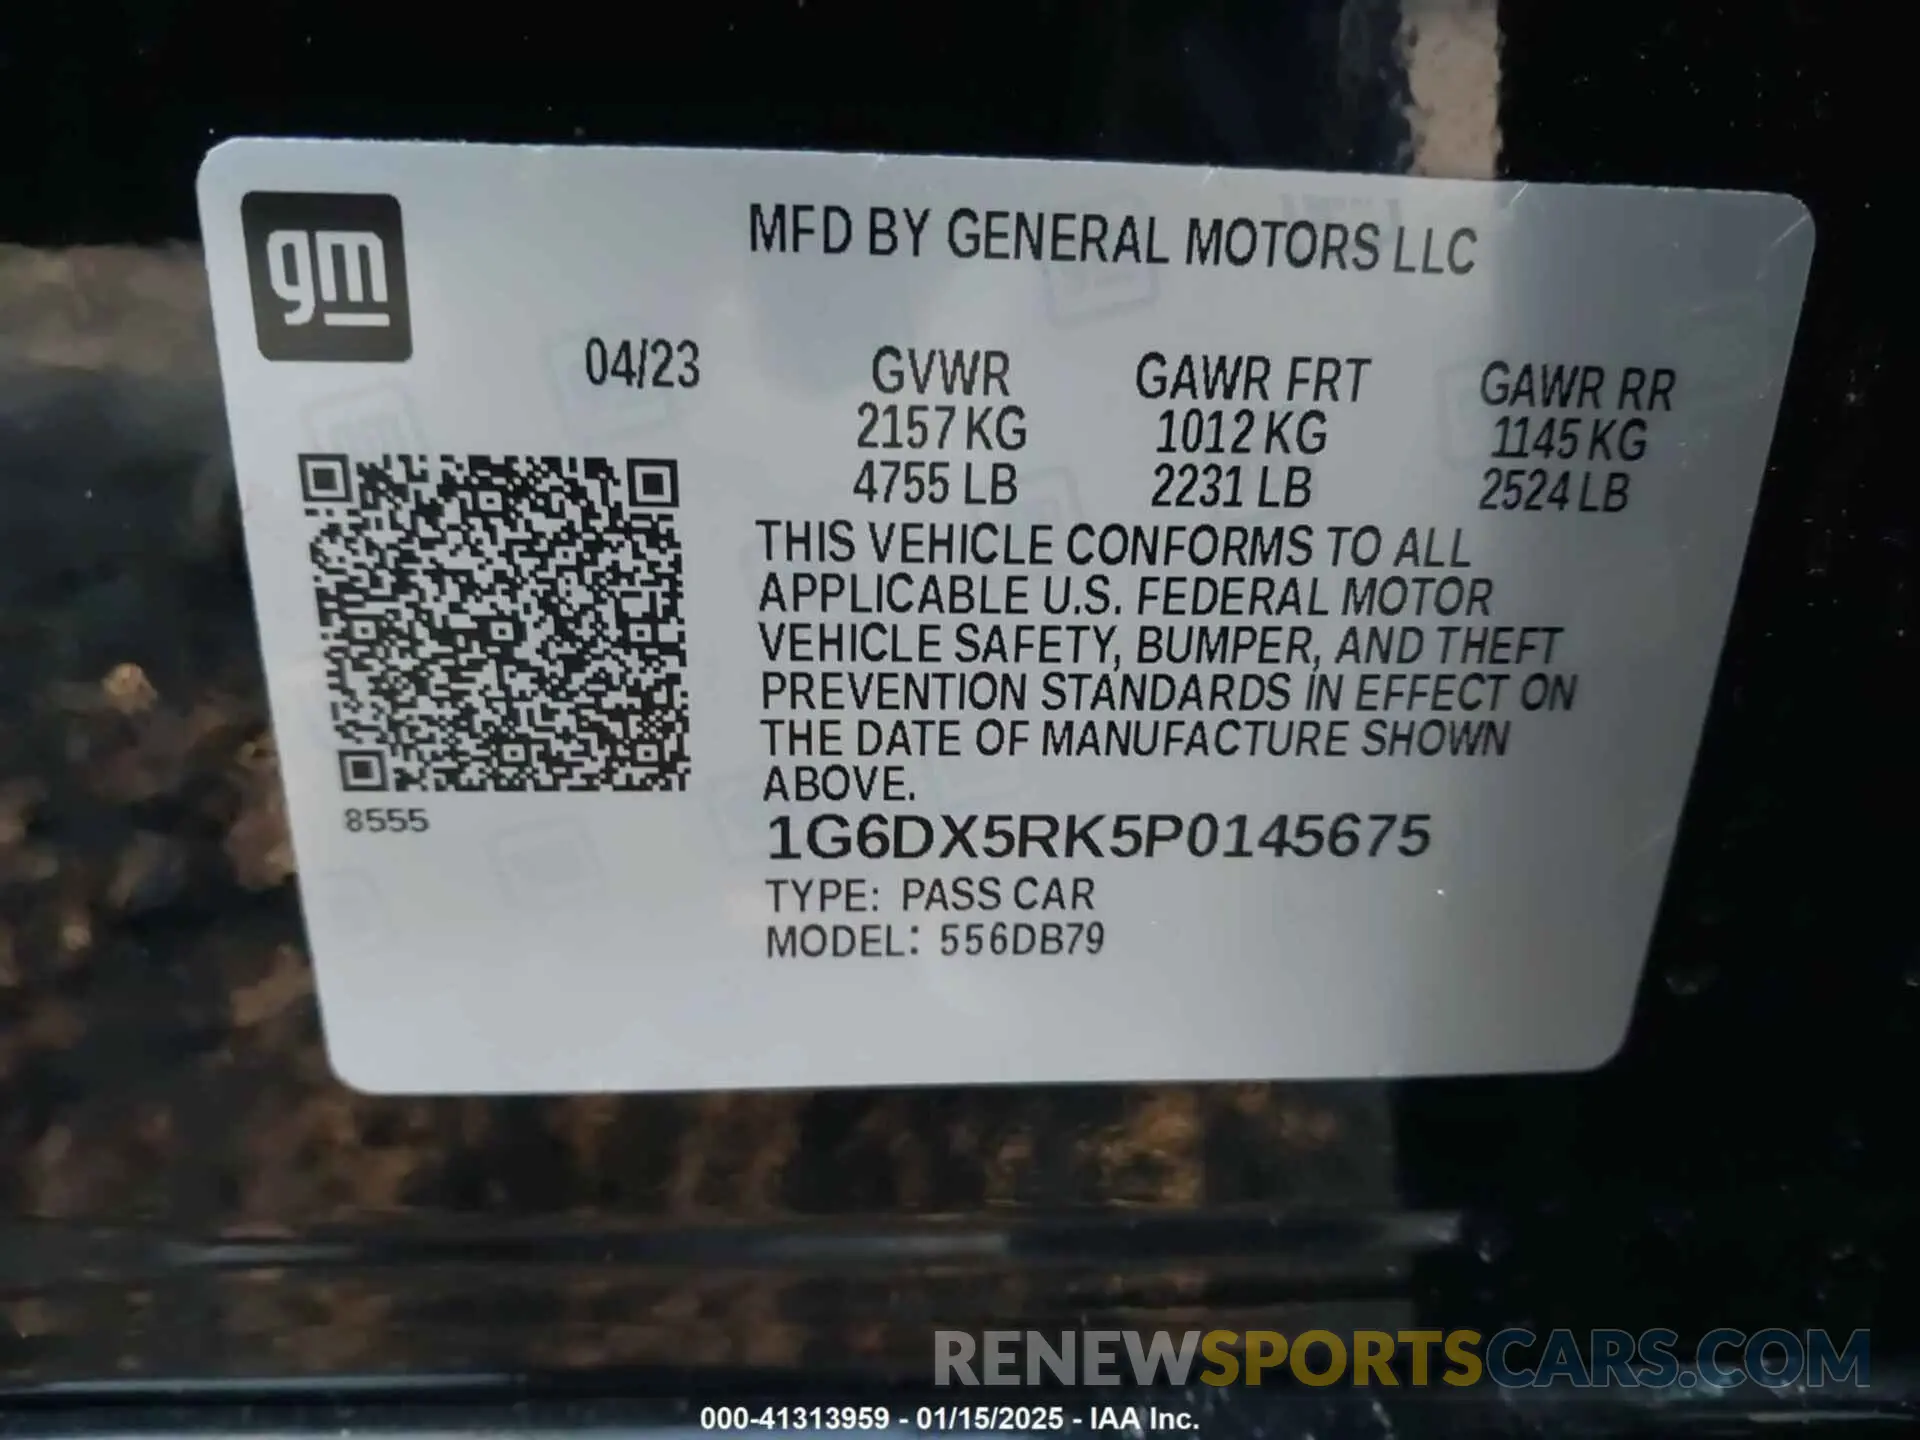 gm
MFD BY GENERAL MOTORS LLC
04/23
GVWR GAWR FRT GAWR RR
2157 KG 1012 KG 1145 KG
4755 LB 2231 LB 2524 LB
THIS VEHICLE CONFORMS TO ALL
APPLICABLE U.S. FEDERAL MOTOR
VEHICLE SAFETY, BUMPER, AND THEFT
PREVENTION STANDARDS IN EFFECT ON
THE DATE OF MANUFACTURE SHOWN
ABOVE.
8555
1G6DX5RK5P0145675
TYPE: PASS CAR
MODEL: 556DB79
RENEWSPORTSCARS.COM
000-41313959 - 01/15/2025 - IAA Inc.